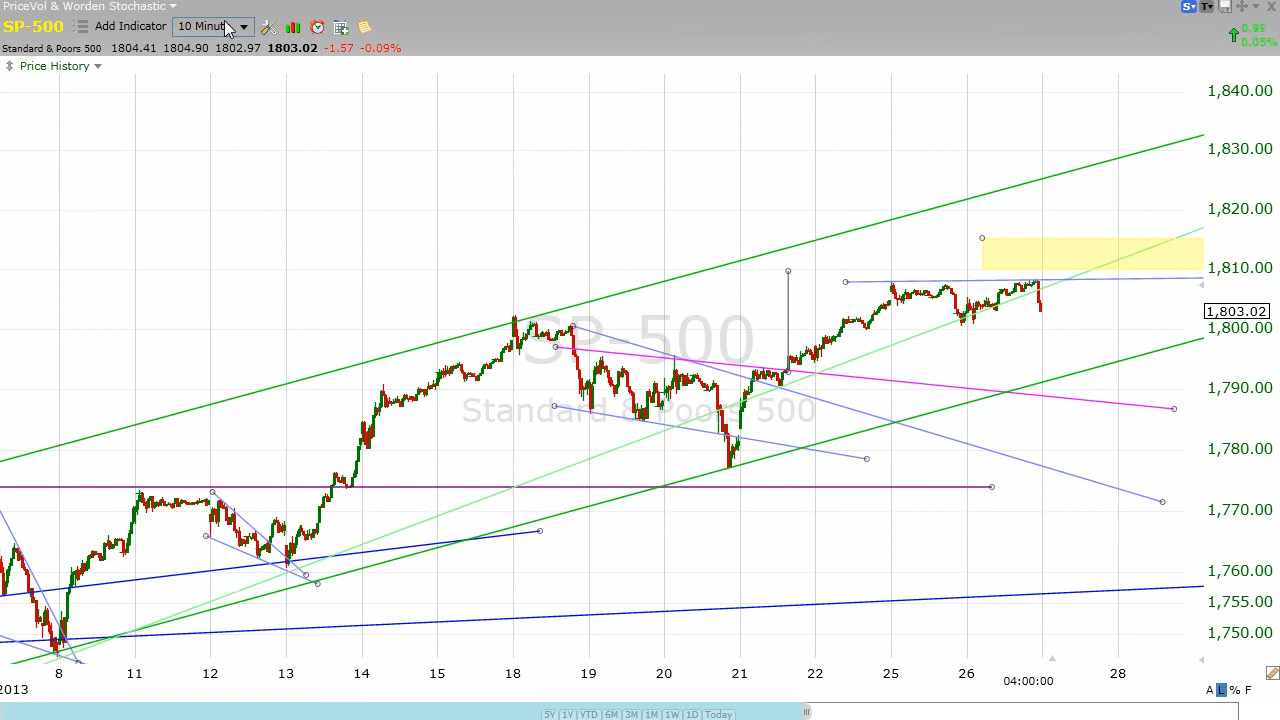 PriceVol & Worden Stochastic
S T
SP-500 Add Indicator 10 Minut
0.99
0.05%
Standard & Poors 500 1804.41 1804.90 1802.97 1803.02 -1.57 -0.09%
Price History
1,840.00
1,830.00
1,820.00
1,810.00
1,803.02
1,800.00
1,790.00
1,780.00
1,770.00
1,760.00
1,755.00
1,750.00
SP-500
Standard & Poors 500
8 11 12 13 14 15 18 19 20 21 22 25 26 28
2013 04:00:00 A L % F
5Y 1Y YTD 6M 3M 1M 1W 1D Today